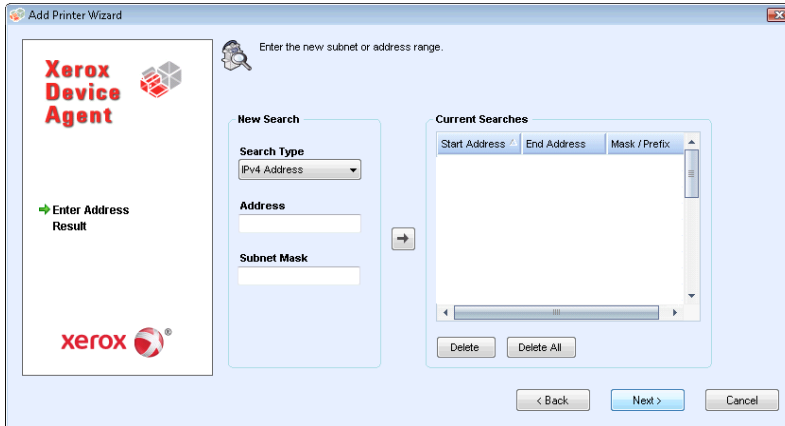 Add Printer Wizard
Enter the new subnet or address range.
Xerox
Device
Agent
Enter Address
Result
xerox®
New Search
Search Type
IPv4 Address
Address
Subnet Mask
Current Searches
Start Address End Address Mask / Prefix
Delete Delete All
< Back Next > Cancel